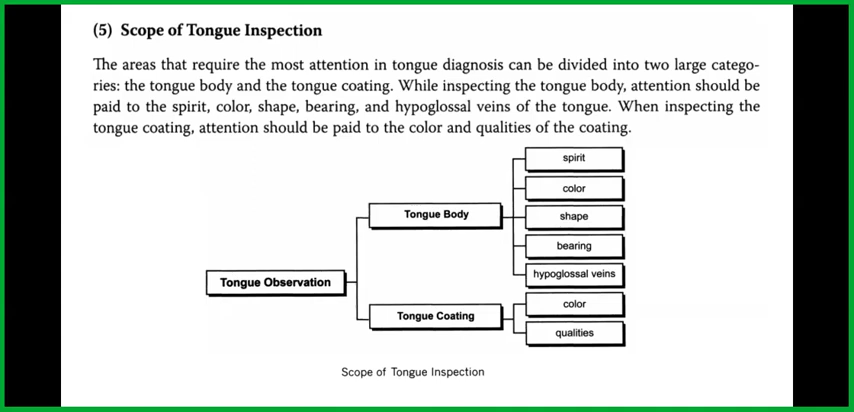 (5) Scope of Tongue Inspection
The areas that require the most attention in tongue diagnosis can be divided into two large catego-
ries: the tongue body and the tongue coating. While inspecting the tongue body, attention should be
paid to the spirit, color, shape, bearing, and hypoglossal veins of the tongue. When inspecting the
tongue coating, attention should be paid to the color and qualities of the coating.
spirit
color
Tongue Body
shape
bearing
hypoglossal veins
Tongue Observation
color
Tongue Coating
qualities
Scope of Tongue Inspection